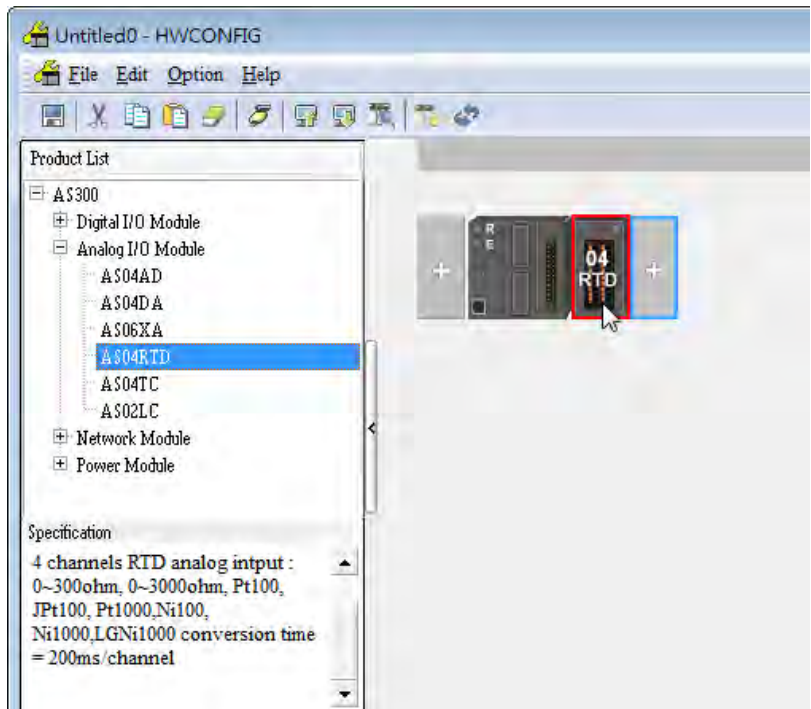 Untitled0 - HWCONFIG
File Edit Option Help
Product List
AS300
Digital I/O Module
Analog I/O Module
AS04AD
AS04DA
AS06XA
AS04RTD
AS04TC
AS02LC
Network Module
Power Module
R
E
04
RTD
Specification
4 channels RTD analog intput :
0~300ohm, 0~3000ohm, Pt100,
JPt100, Pt1000,Ni100,
Ni1000,LGNi1000 conversion time
= 200ms/channel